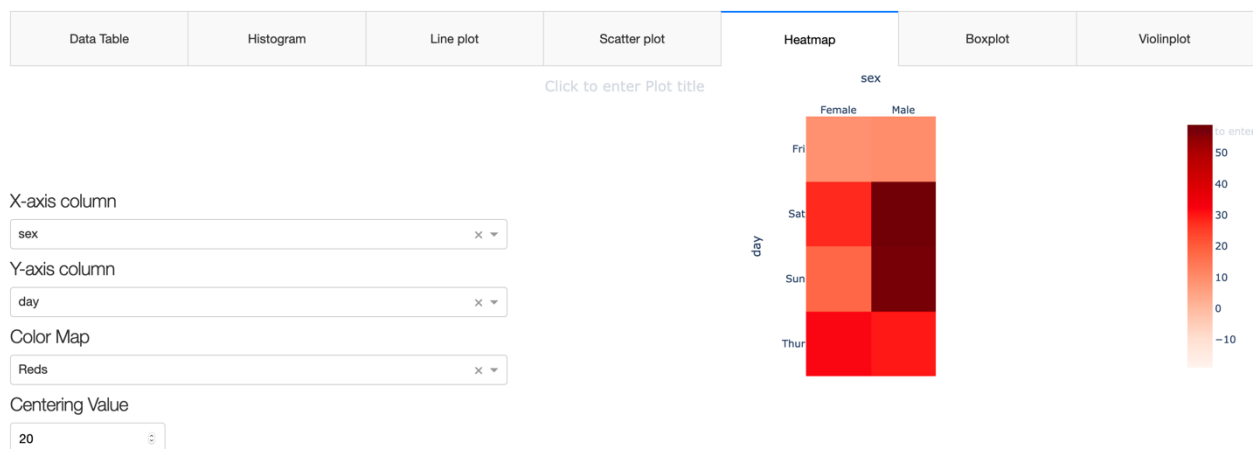 Data Table
Histogram
Line plot
Scatter plot
Heatmap
Boxplot
Violinplot
Click to enter Plot title
sex
Female
Male
Fri
Sat
Sun
Thur
day
to enter
50
40
30
20
10
0
−10
X-axis column
sex
Y-axis column
day
Color Map
Reds
Centering Value
20